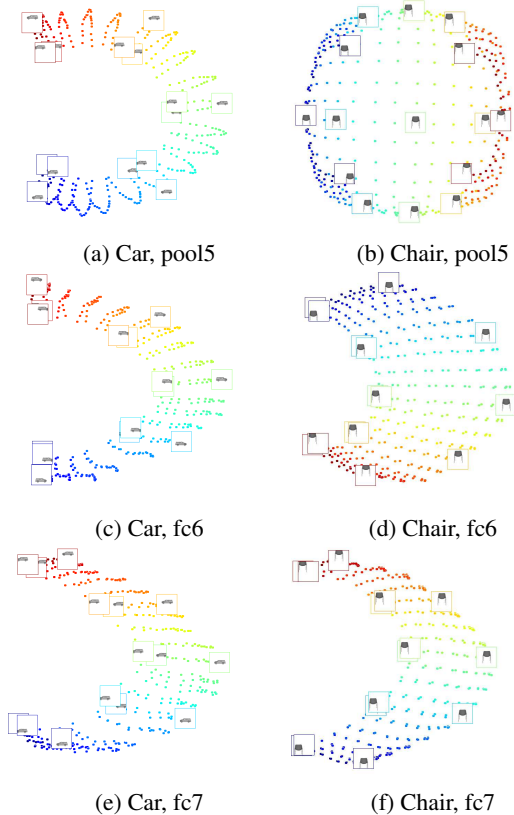 (a) Car, pool5
(b) Chair, pool5
(c) Car, fc6
(d) Chair, fc6
(e) Car, fc7
(f) Chair, fc7